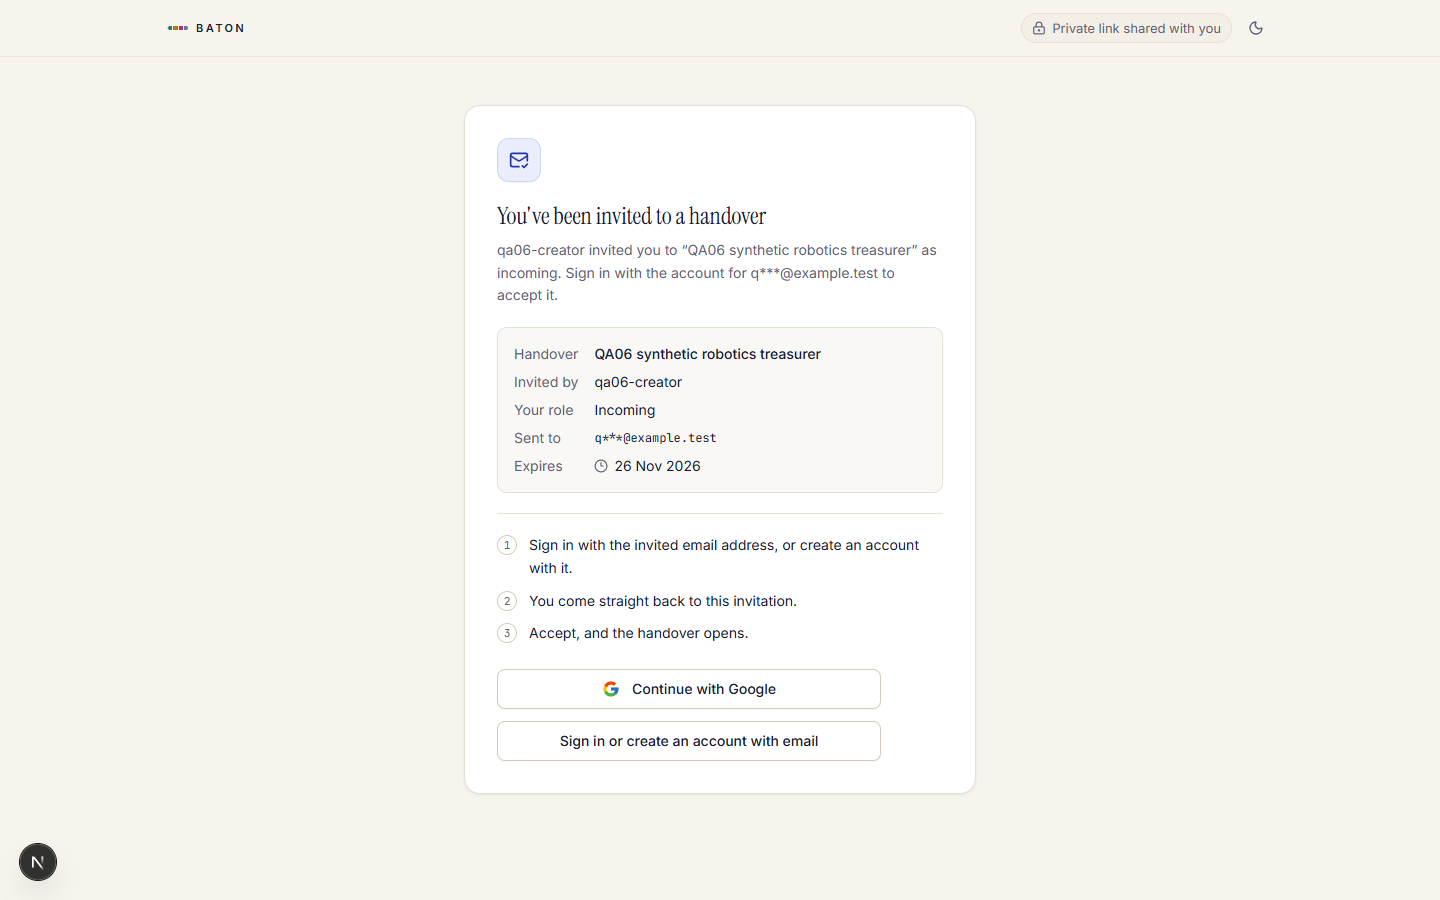 BATON
Private link shared with you
You've been invited to a handover
qa06-creator invited you to “QA06 synthetic robotics treasurer” as
incoming. Sign in with the account for q***@example.test to
accept it.
Handover QA06 synthetic robotics treasurer
Invited by qa06-creator
Your role Incoming
Sent to q***@example.test
Expires 26 Nov 2026
1 Sign in with the invited email address, or create an account
with it.
2 You come straight back to this invitation.
3 Accept, and the handover opens.
Continue with Google
Sign in or create an account with email
N